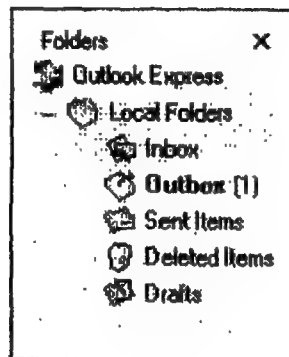 Folders X
Outlook Express
Local Folders
Inbox
Outbox (1)
Sent Items
Deleted Items
Drafts